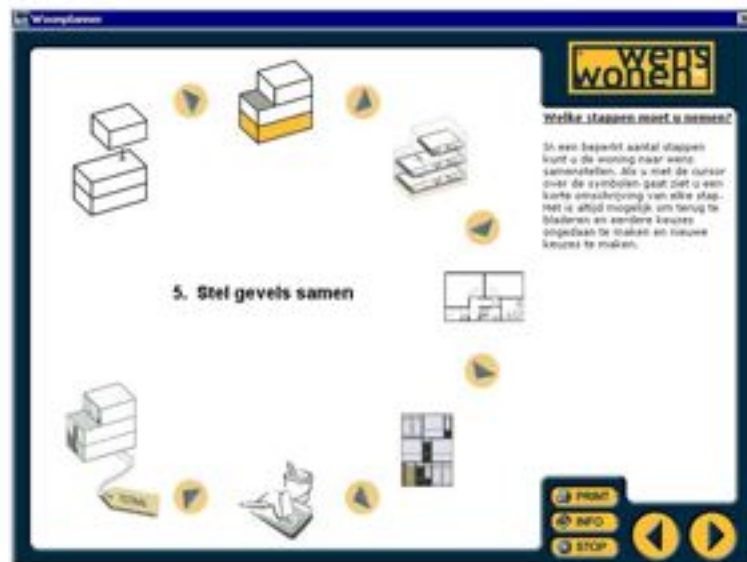 Woonplanner
wens
wonen
Welke stappen moet u nemen?
In een beperkt aantal stappen
kunt u de woning naar wens
samenstellen. Als u met de cursor
over de symbolen gaat ziet u een
korte omschrijving van elke stap.
Het is altijd mogelijk om terug te
bladeren en eerdere keuzes
ongedaan te maken en nieuwe
keuzes te maken.
5. Stel gevels samen
PRINT
INFO
STOP